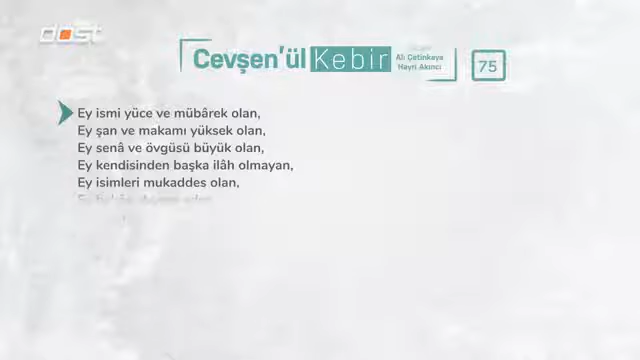 dost
Cevşen'ül Kebir
Ali Çetinkaya
Hayri Akıncı
75
Ey ismi yüce ve mübârek olan,
Ey şan ve makamı yüksek olan,
Ey senâ ve övgüsü büyük olan,
Ey kendisinden başka ilâh olmayan,
Ey isimleri mukaddes olan,